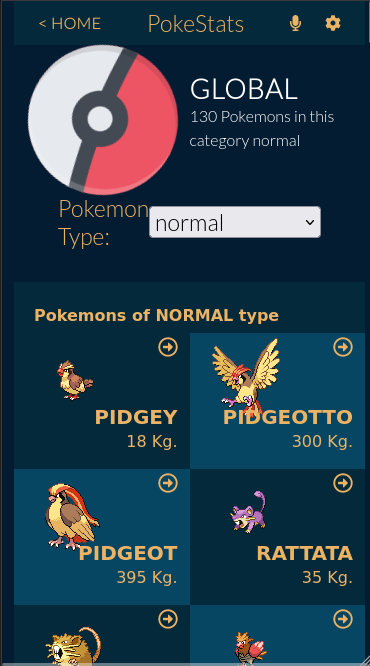 < HOME PokeStats
GLOBAL
130 Pokemons in this
category normal
Pokemon
Type:
normal
Pokemons of NORMAL type
PIDGEY
18 Kg.
PIDGEOTTO
300 Kg.
PIDGEOT
395 Kg.
RATTATA
35 Kg.